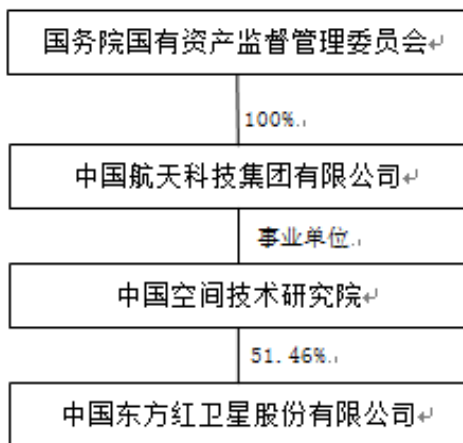 国务院国有资产监督管理委员会
100%
中国航天科技集团有限公司
事业单位
中国空间技术研究院
51.46%
中国东方红卫星股份有限公司